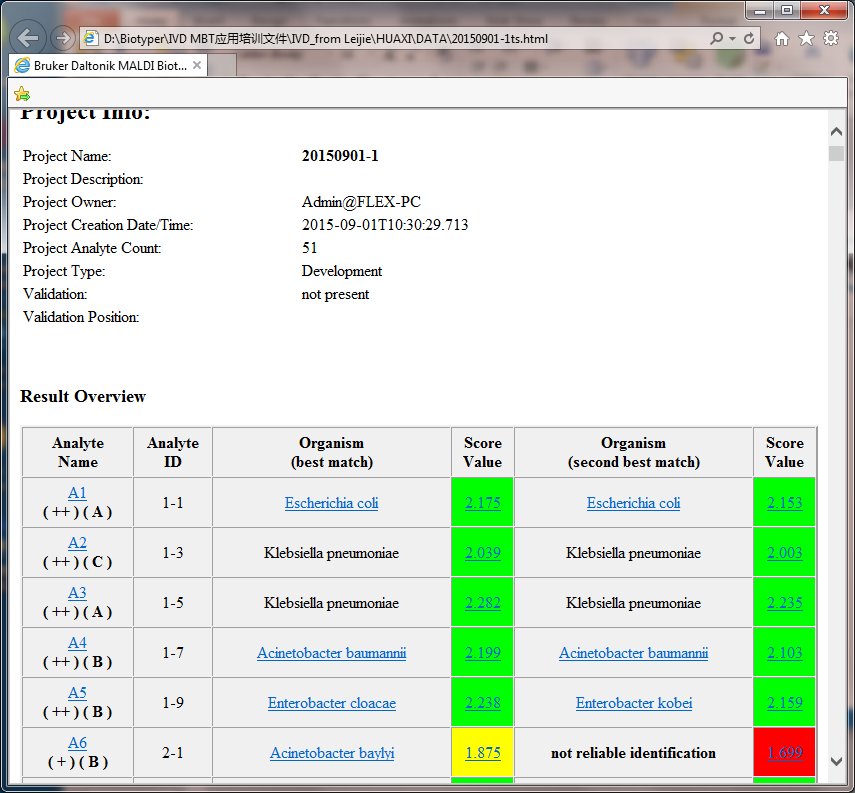 D:\Biotyper\IVD MBT应用培训文件\IVD_from Leijie\HUAXI\DATA\20150901-1ts.html
Bruker Daltonik MALDI Biot...
Project Info:
Project Name: 20150901-1
Project Description:
Project Owner: Admin@FLEX-PC
Project Creation Date/Time: 2015-09-01T10:30:29.713
Project Analyte Count: 51
Project Type: Development
Validation: not present
Validation Position:
Result Overview
Analyte Analyte Organism Score Organism Score
Name ID (best match) Value (second best match) Value
A1
( ++ ) ( A ) 1-1 Escherichia coli 2.175 Escherichia coli 2.153
A2
( ++ ) ( C ) 1-3 Klebsiella pneumoniae 2.039 Klebsiella pneumoniae 2.003
A3
( ++ ) ( A ) 1-5 Klebsiella pneumoniae 2.282 Klebsiella pneumoniae 2.235
A4
( ++ ) ( B ) 1-7 Acinetobacter baumannii 2.199 Acinetobacter baumannii 2.103
A5
( ++ ) ( B ) 1-9 Enterobacter cloacae 2.238 Enterobacter kobei 2.159
A6
( + ) ( B ) 2-1 Acinetobacter baylyi 1.875 not reliable identification 1.699